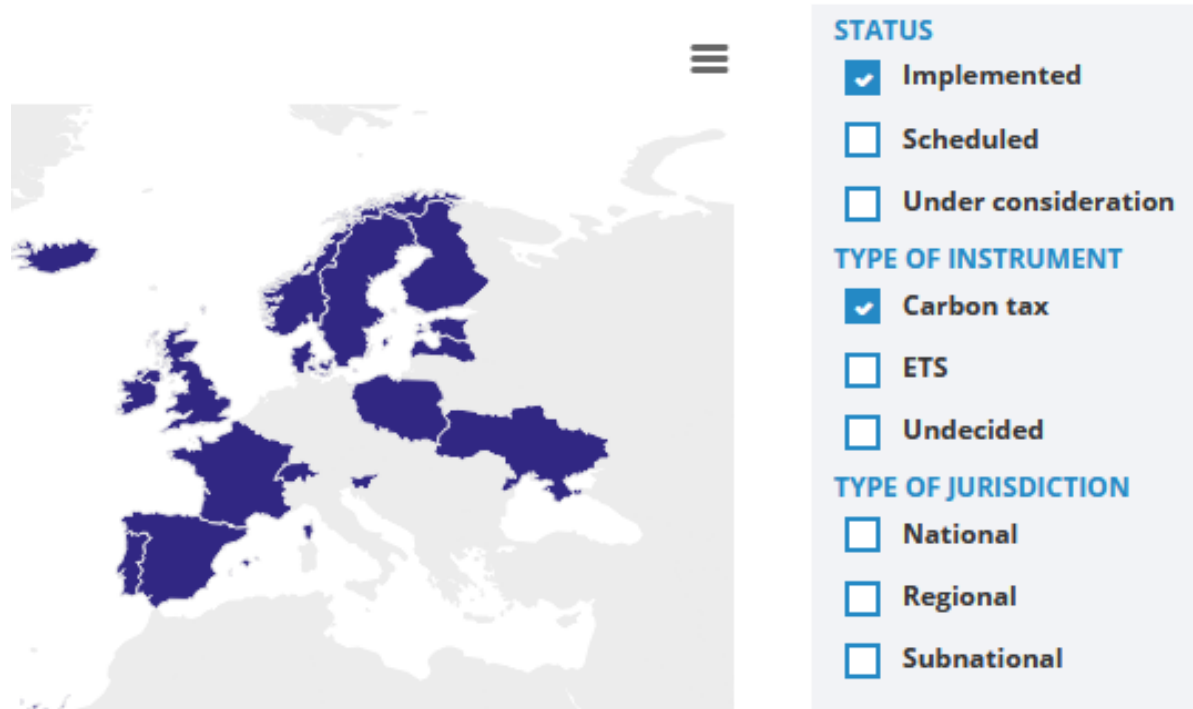 STATUS
Implemented
Scheduled
Under consideration
TYPE OF INSTRUMENT
Carbon tax
ETS
Undecided
TYPE OF JURISDICTION
National
Regional
Subnational